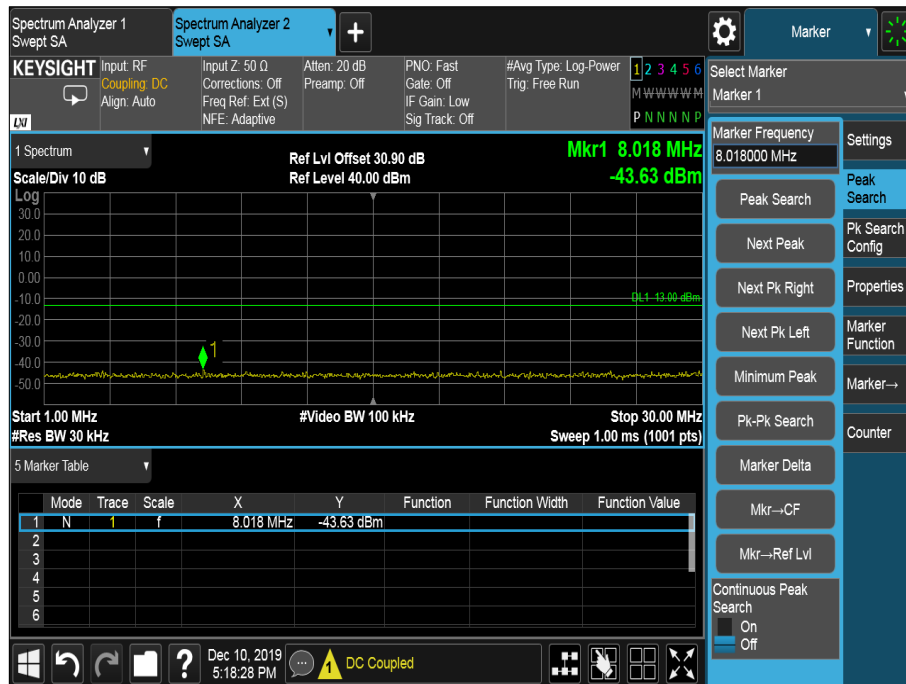 Spectrum Analyzer 1
Swept SA
Spectrum Analyzer 2
Swept SA
Marker
KEYSIGHT
LXI
Input: RF
Coupling: DC
Align: Auto
Input Z: 50 Ω
Corrections: Off
Freq Ref: Ext (S)
NFE: Adaptive
Atten: 20 dB
Preamp: Off
PNO: Fast
Gate: Off
IF Gain: Low
Sig Track: Off
#Avg Type: Log-Power
Trig: Free Run
1 2 3 4 5 6
M W W W W M
P N N N N P
Select Marker
Marker 1
1 Spectrum
Scale/Div 10 dB
Ref Lvl Offset 30.90 dB
Ref Level 40.00 dBm
Mkr1 8.018 MHz
-43.63 dBm
Log
30.0
20.0
10.0
0.00
-10.0
-20.0
-30.0
-40.0
-50.0
DL1 -13.00 dBm
1
Start 1.00 MHz
#Video BW 100 kHz
Stop 30.00 MHz
#Res BW 30 kHz
Sweep 1.00 ms (1001 pts)
5 Marker Table
Mode Trace Scale X Y Function Function Width Function Value
1 N 1 f 8.018 MHz -43.63 dBm
2
3
4
5
6
Marker Frequency
8.018000 MHz
Peak Search
Next Peak
Next Pk Right
Next Pk Left
Minimum Peak
Pk-Pk Search
Marker Delta
Mkr→CF
Mkr→Ref Lvl
Continuous Peak
Search
On
Off
Settings
Peak
Search
Pk Search
Config
Properties
Marker
Function
Marker→
Counter
?
Dec 10, 2019
5:18:28 PM
1
DC Coupled